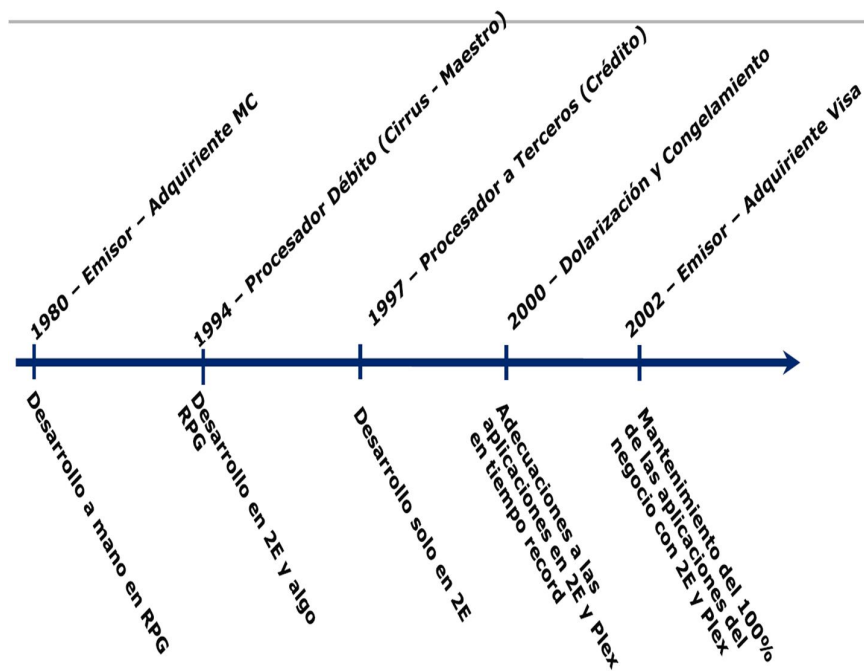 1980 – Emisor – Adquiriente MC
1994 – Procesador Débito (Cirrus - Maestro)
1997 – Procesador a Terceros (Crédito)
2000 – Dolarización y Congelamiento
2002 – Emisor – Adquiriente Visa
Desarrollo a mano en RPG
Desarrollo en 2E y algo
RPG
Desarrollo solo en 2E
Adecuaciones a las
aplicaciones en 2E y Plex
en tiempo record
Mantenimiento del 100%
de las aplicaciones del
negocio con 2E y Plex